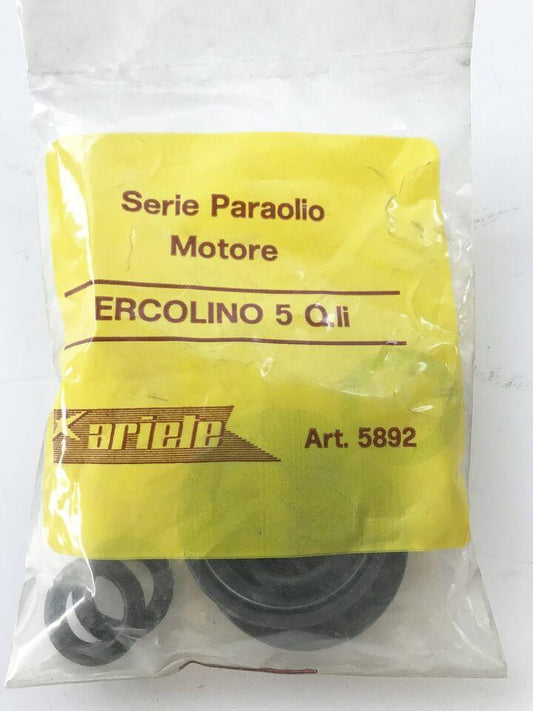 Serie Paraolio
Motore
ERCOLINO 5 Q.li
ariete
Art. 5892